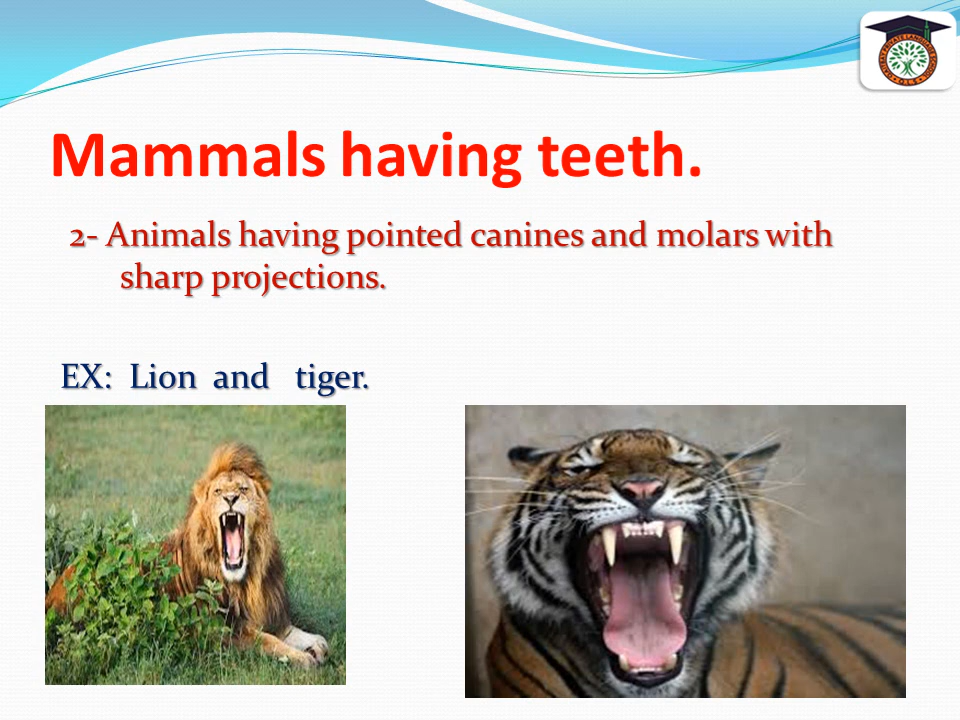 Mammals having teeth.
2- Animals having pointed canines and molars with
sharp projections.
EX: Lion and tiger.